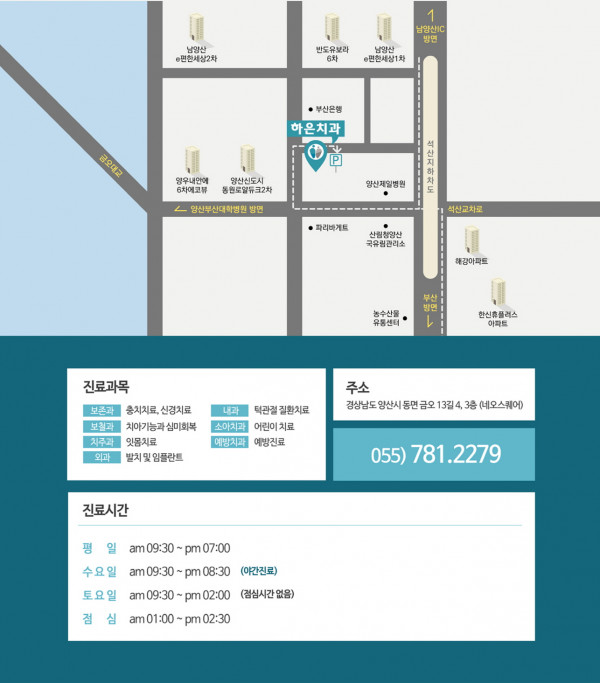 남양산IC
방면
남양산
e편한세상2차
반도유보라
6차
남양산
e편한세상1차
부산은행
하은치과
P
금오대교
양우내안애
6차에코뷰
양산신도시
동원로얄듀크2차
양산제일병원
석산지하차도
양산부산대학병원 방면
석산교차로
파리바게트
산림청양산
국유림관리소
해강아파트
부산
방면
한신휴플러스
아파트
농수산물
유통센터
진료과목
보존과 충치치료, 신경치료
내과 턱관절 질환치료
보철과 치아기능과 심미회복
소아치과 어린이 치료
치주과 잇몸치료
예방치과 예방진료
외과 발치 및 임플란트
주소
경상남도 양산시 동면 금오 13길 4, 3층 (네오스퀘어)
055) 781.2279
진료시간
평 일 am 09:30 ~ pm 07:00
수요일 am 09:30 ~ pm 08:30 (야간진료)
토요일 am 09:30 ~ pm 02:00 (점심시간 없음)
점 심 am 01:00 ~ pm 02:30